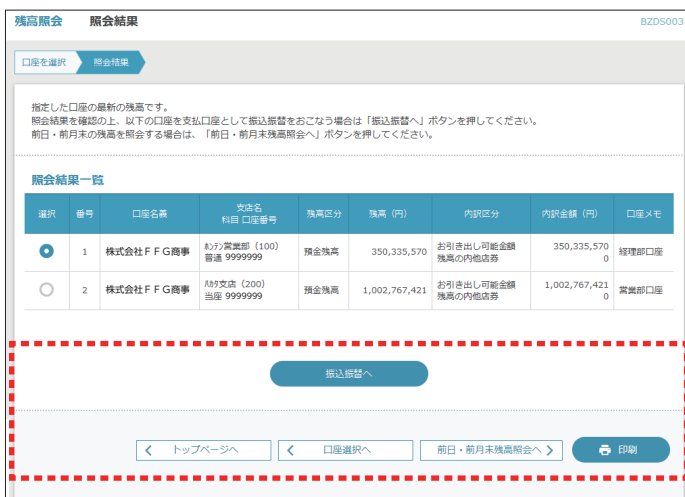 残高照会 照会結果 BZDS003
口座を選択 照会結果
指定した口座の最新の残高です。
照会結果を確認の上、以下の口座を支払口座として振込振替をおこなう場合は「振込振替へ」ボタンを押してください。
前日・前月末の残高を照会する場合は、「前日・前月末残高照会へ」ボタンを押してください。
照会結果一覧
選択 番号 口座名義 支店名 残高区分 残高（円） 内訳区分 内訳金額（円） 口座メモ
科目 口座番号
1 株式会社ＦＦＧ商事 ﾎﾝﾃﾝ営業部（100） 預金残高 350,335,570 お引き出し可能金額 350,335,570 経理部口座
普通 9999999 残高の内他店券 0
2 株式会社ＦＦＧ商事 ﾊｶﾀ支店（200） 預金残高 1,002,767,421 お引き出し可能金額 1,002,767,421 営業部口座
当座 9999999 残高の内他店券 0
振込振替へ
トップページへ 口座選択へ 前日・前月末残高照会へ 印刷